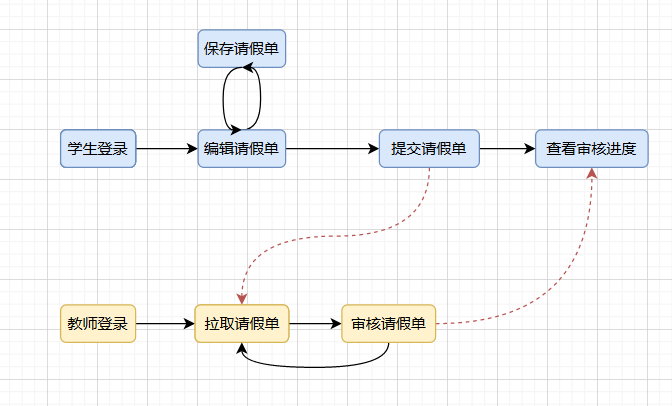 保存请假单
学生登录
编辑请假单
提交请假单
查看审核进度
教师登录
拉取请假单
审核请假单